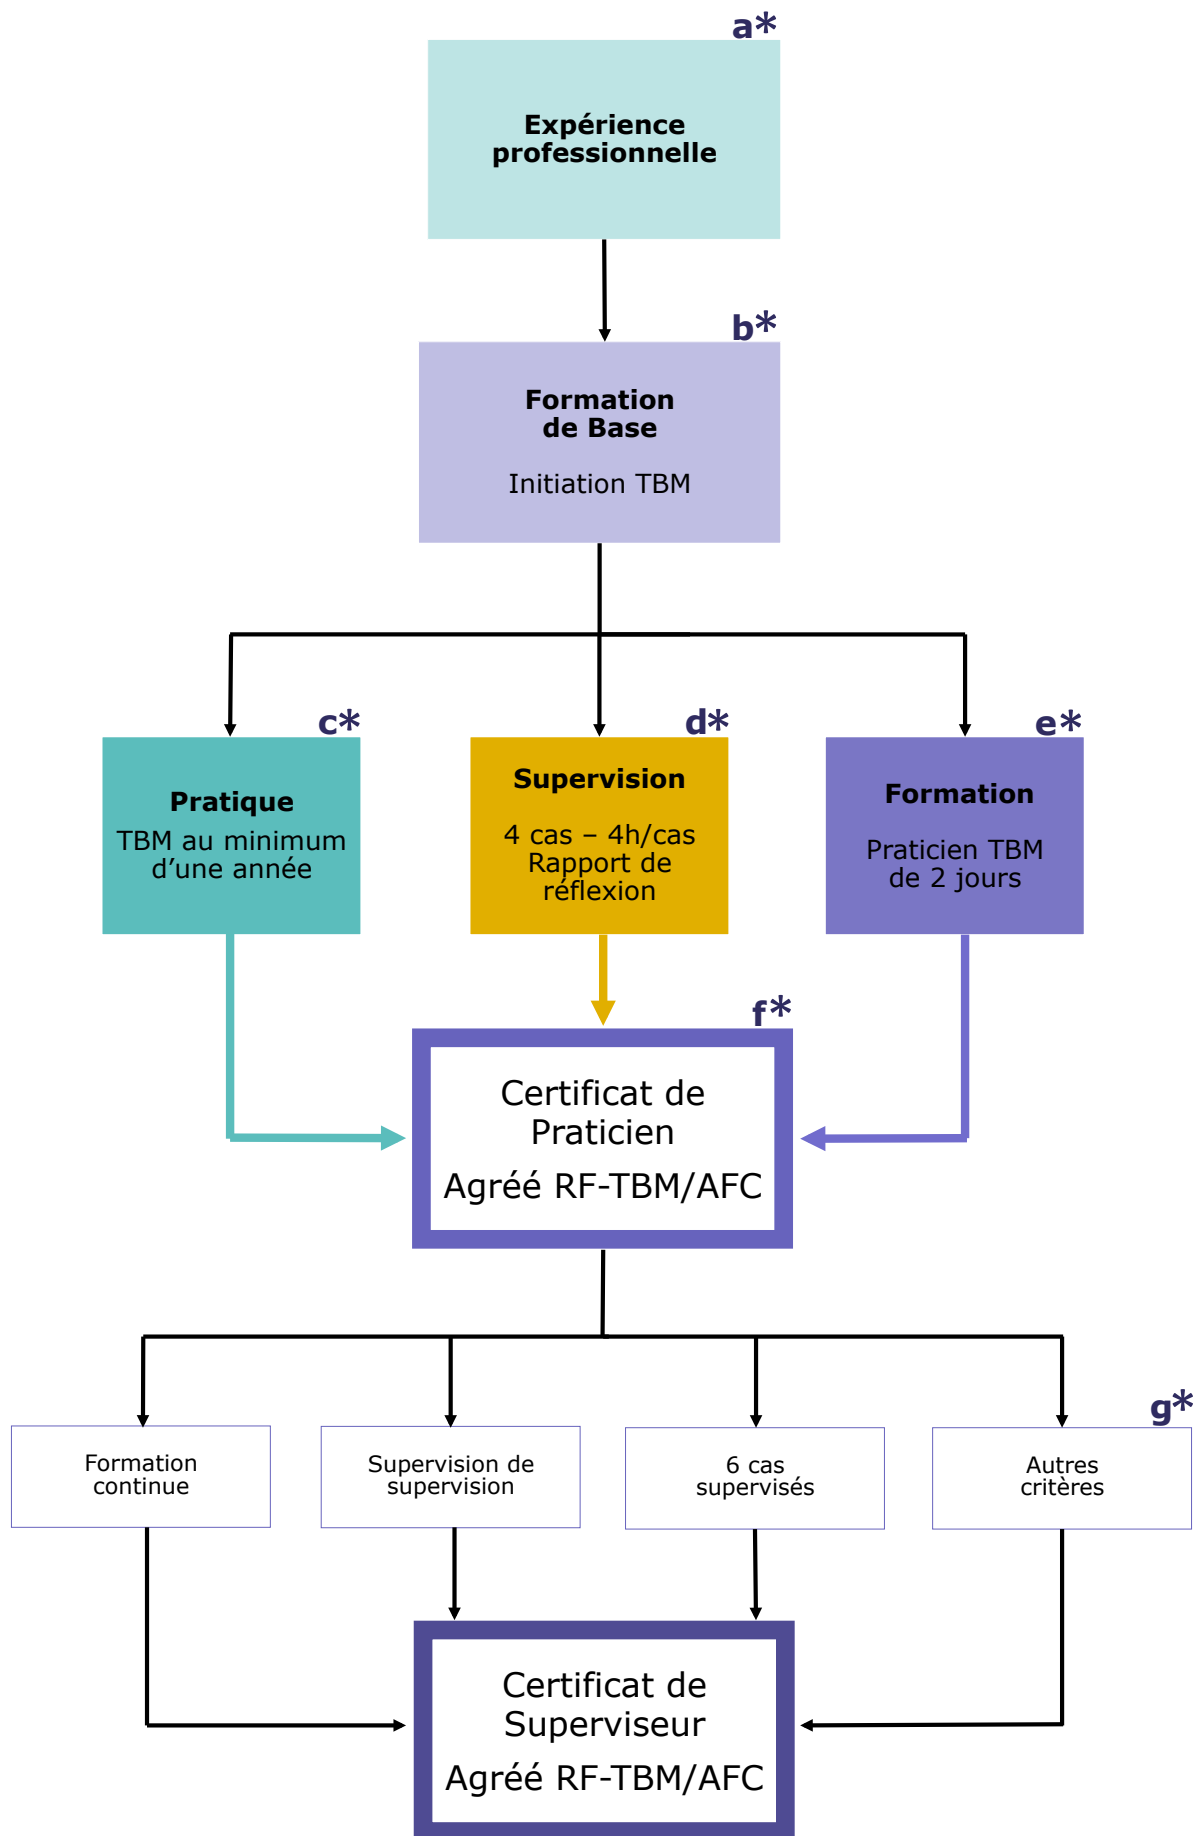 a*
Expérience
professionnelle
b*
Formation
de Base
Initiation TBM
c*
Pratique
TBM au minimum
d’une année
d*
Supervision
4 cas – 4h/cas
Rapport de
réflexion
e*
Formation
Praticien TBM
de 2 jours
f*
Certificat de
Praticien
Agréé RF-TBM/AFC
Formation
continue
Supervision de
supervision
6 cas
supervisés
g*
Autres
critères
Certificat de
Superviseur
Agréé RF-TBM/AFC